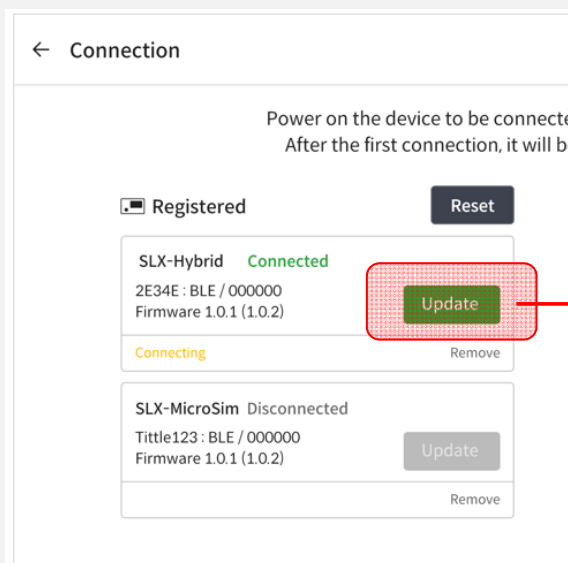 ← Connection
Power on the device to be connecte
After the first connection, it will b
Registered
Reset
SLX-Hybrid Connected
2E34E : BLE / 000000
Firmware 1.0.1 (1.0.2)
Update
Connecting
Remove
SLX-MicroSim Disconnected
Tittle123 : BLE / 000000
Firmware 1.0.1 (1.0.2)
Update
Remove